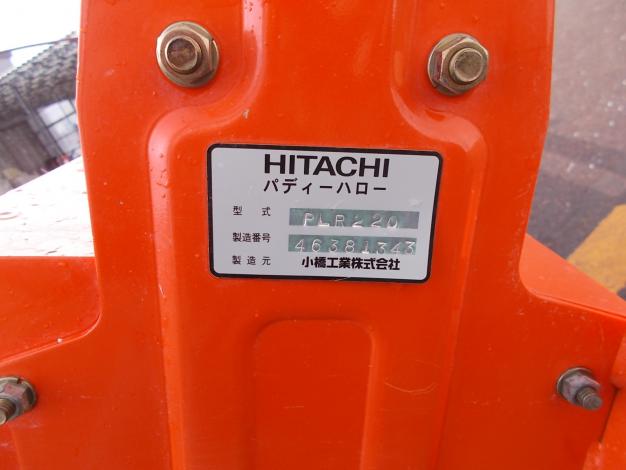 HITACHI
パディーハロー
型式 PLR220
製造番号 46381343
製造元 小橋工業株式会社